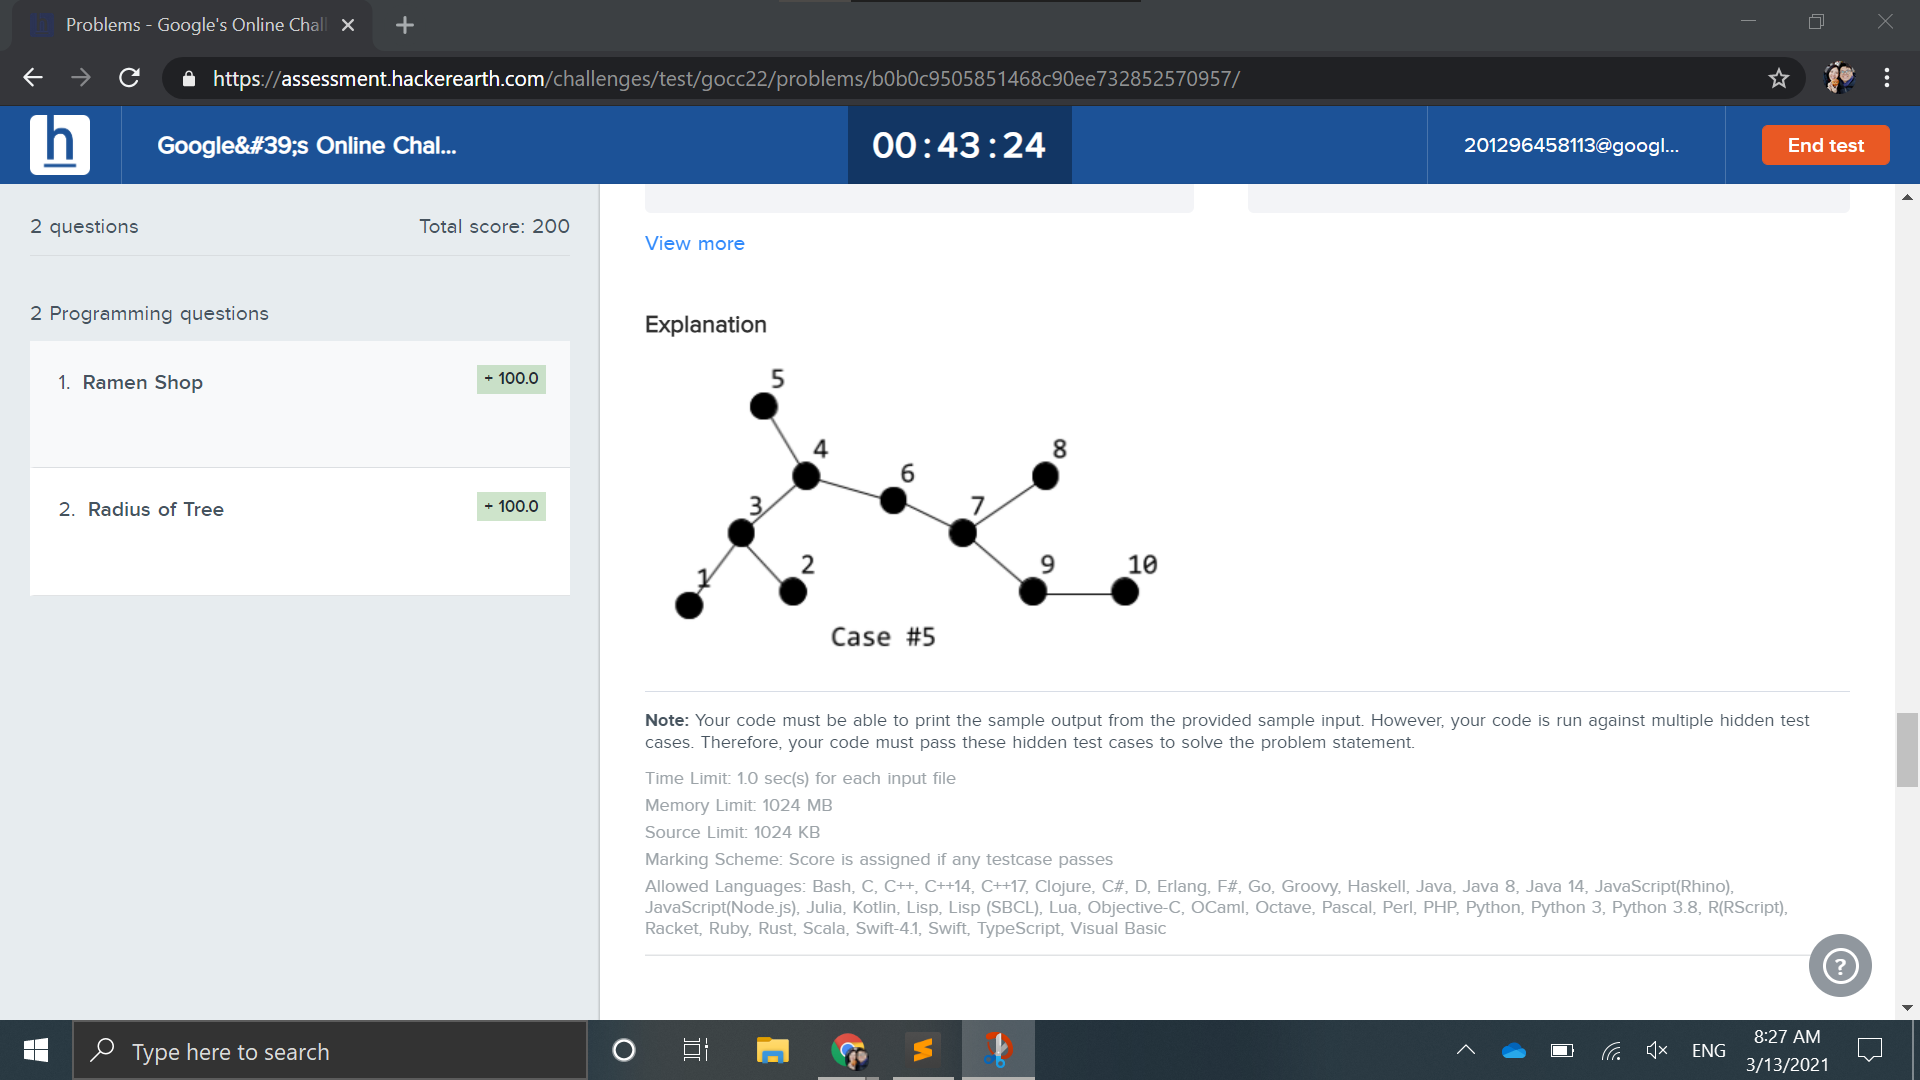 Problems - Google's Online Chal
https://assessment.hackerearth.com/challenges/test/gocc22/problems/b0b0c9505851468c90ee732852570957/
h
Google&#39;s Online Chal...
00:43:24
201296458113@googl...
End test
2 questions
Total score: 200
2 Programming questions
1. Ramen Shop
+ 100.0
2. Radius of Tree
+ 100.0
View more
Explanation
5
4
8
6
3
7
1
2
9
10
Case #5
Note: Your code must be able to print the sample output from the provided sample input. However, your code is run against multiple hidden test
cases. Therefore, your code must pass these hidden test cases to solve the problem statement.
Time Limit: 1.0 sec(s) for each input file
Memory Limit: 1024 MB
Source Limit: 1024 KB
Marking Scheme: Score is assigned if any testcase passes
Allowed Languages: Bash, C, C++, C++14, C++17, Clojure, C#, D, Erlang, F#, Go, Groovy, Haskell, Java, Java 8, Java 14, JavaScript(Rhino),
JavaScript(Node.js), Julia, Kotlin, Lisp, Lisp (SBCL), Lua, Objective-C, OCaml, Octave, Pascal, Perl, PHP, Python, Python 3, Python 3.8, R(RScript),
Racket, Ruby, Rust, Scala, Swift-4.1, Swift, TypeScript, Visual Basic
?
Type here to search
ENG
8:27 AM
3/13/2021